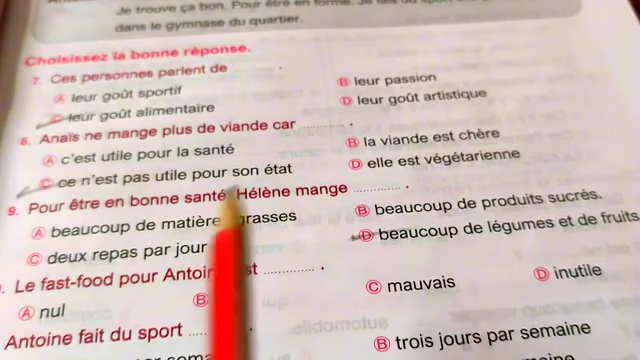 Je trouve ça bon. Pour être en forme. Je fais du sport
dans le gymnase du quartier.
Choisissez la bonne réponse.
7. Ces personnes parlent de
A leur goût sportif
B leur passion
C leur goût alimentaire
D leur goût artistique
8. Anaïs ne mange plus de viande car ............ .
A c'est utile pour la santé
B la viande est chère
C ce n'est pas utile pour son état
D elle est végétarienne
9. Pour être en bonne santé, Hélène mange ............ .
A beaucoup de matière grasses
B beaucoup de produits sucrés.
C deux repas par jour
D beaucoup de légumes et de fruits
. Le fast-food pour Antoin st ............ .
A nul
B
C mauvais
D inutile
Antoine fait du sport .....
B trois jours par semaine